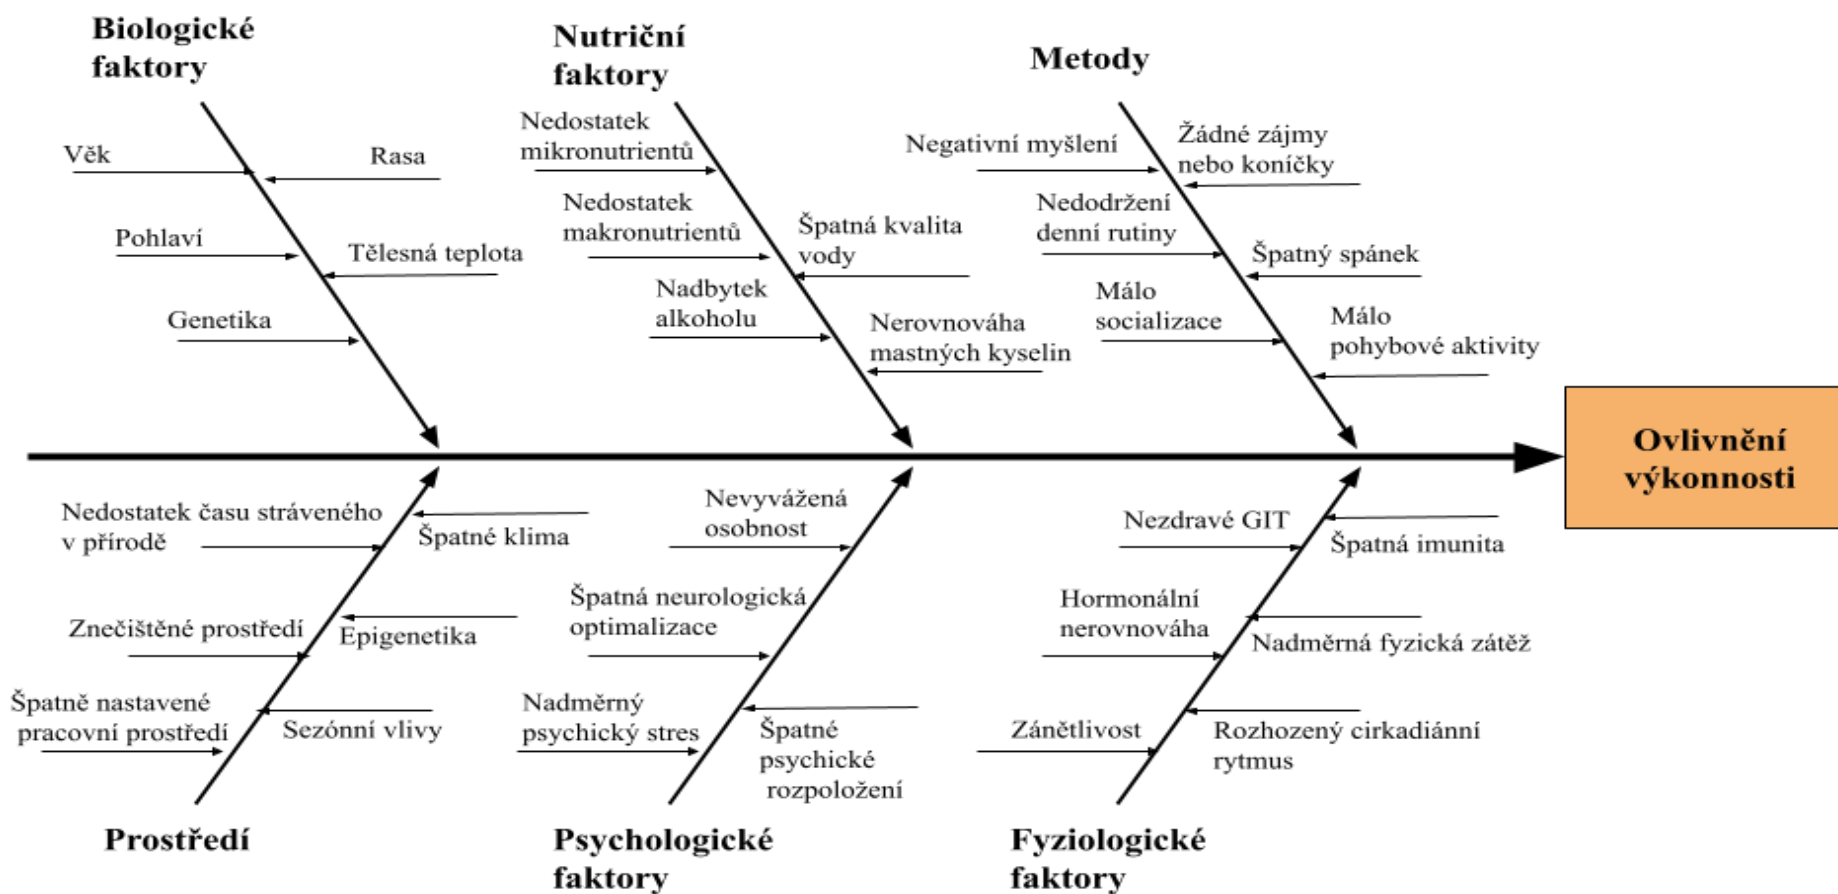 Biologické
faktory
Věk
Rasa
Pohlaví
Tělesná teplota
Genetika
Nutriční
faktory
Nedostatek
mikronutrientů
Nedostatek
makronutrientů
Špatná kvalita
vody
Nadbytek
alkoholu
Nerovnováha
mastných kyselin
Metody
Negativní myšlení
Žádné zájmy
nebo koníčky
Nedodržení
denní rutiny
Špatný spánek
Málo
socializace
Málo
pohybové aktivity
Ovlivnění
výkonnosti
Nedostatek času stráveného
v přírodě
Špatné klima
Znečištěné prostředí
Epigenetika
Špatně nastavené
pracovní prostředí
Sezónní vlivy
Prostředí
Nevyvážená
osobnost
Špatná neurologická
optimalizace
Nadměrný
psychický stres
Špatné
psychické
rozpoložení
Psychologické
faktory
Nezdravé GIT
Špatná imunita
Hormonální
nerovnováha
Nadměrná fyzická zátěž
Zánětlivost
Rozhozený cirkadiánní
rytmus
Fyziologické
faktory